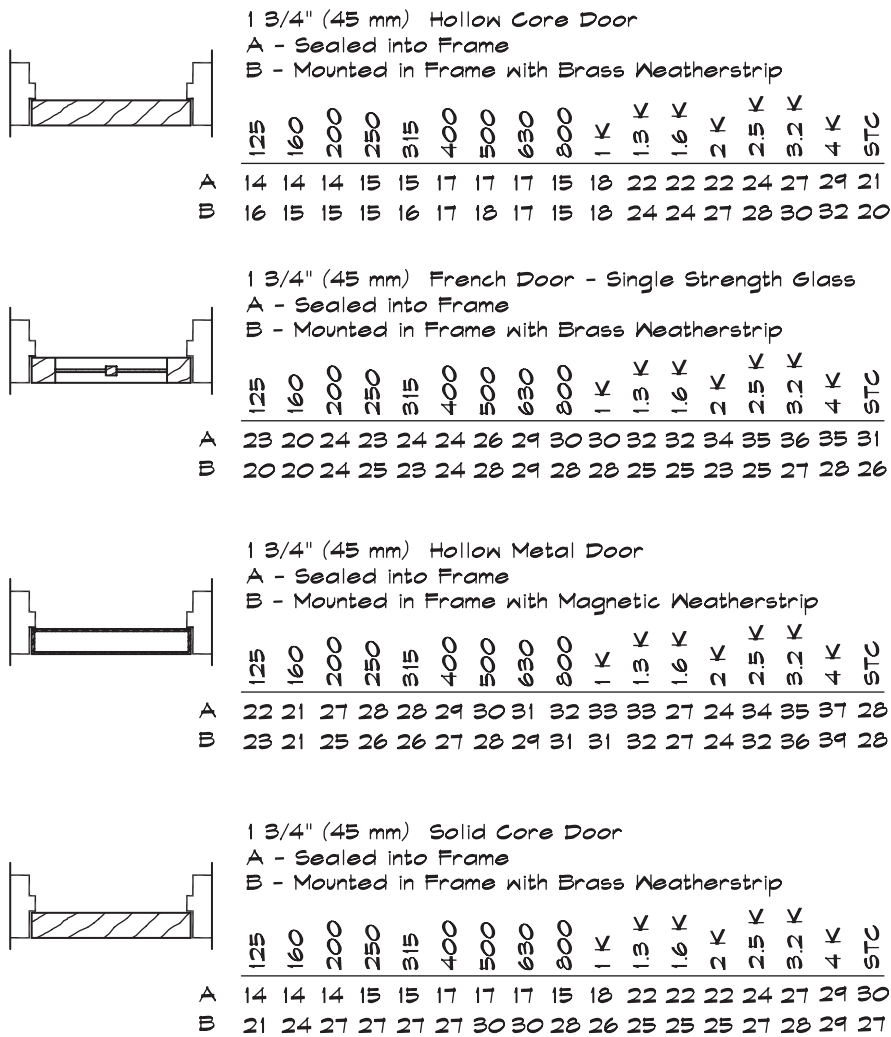 1 3/4" (45 mm) Hollow Core Door
A - Sealed into Frame
B - Mounted in Frame with Brass Weatherstrip
125 160 200 250 315 400 500 630 800 1 K 1.3 K 1.6 K 2 K 2.5 K 3.2 K 4 K STC
A 14 14 14 15 15 17 17 17 15 18 22 22 22 24 27 29 21
B 16 15 15 15 16 17 18 17 15 18 24 24 27 28 30 32 20
1 3/4" (45 mm) French Door - Single Strength Glass
A - Sealed into Frame
B - Mounted in Frame with Brass Weatherstrip
125 160 200 250 315 400 500 630 800 1 K 1.3 K 1.6 K 2 K 2.5 K 3.2 K 4 K STC
A 23 20 24 23 24 24 26 29 30 30 32 32 34 35 36 35 31
B 20 20 24 25 23 24 28 29 28 28 25 25 23 25 27 28 26
1 3/4" (45 mm) Hollow Metal Door
A - Sealed into Frame
B - Mounted in Frame with Magnetic Weatherstrip
125 160 200 250 315 400 500 630 800 1 K 1.3 K 1.6 K 2 K 2.5 K 3.2 K 4 K STC
A 22 21 27 28 28 29 30 31 32 33 33 27 24 34 35 37 28
B 23 21 25 26 26 27 28 29 31 31 32 27 24 32 36 39 28
1 3/4" (45 mm) Solid Core Door
A - Sealed into Frame
B - Mounted in Frame with Brass Weatherstrip
125 160 200 250 315 400 500 630 800 1 K 1.3 K 1.6 K 2 K 2.5 K 3.2 K 4 K STC
A 14 14 14 15 15 17 17 17 15 18 22 22 22 24 27 29 30
B 21 24 27 27 27 27 30 30 28 26 25 25 25 27 28 29 27